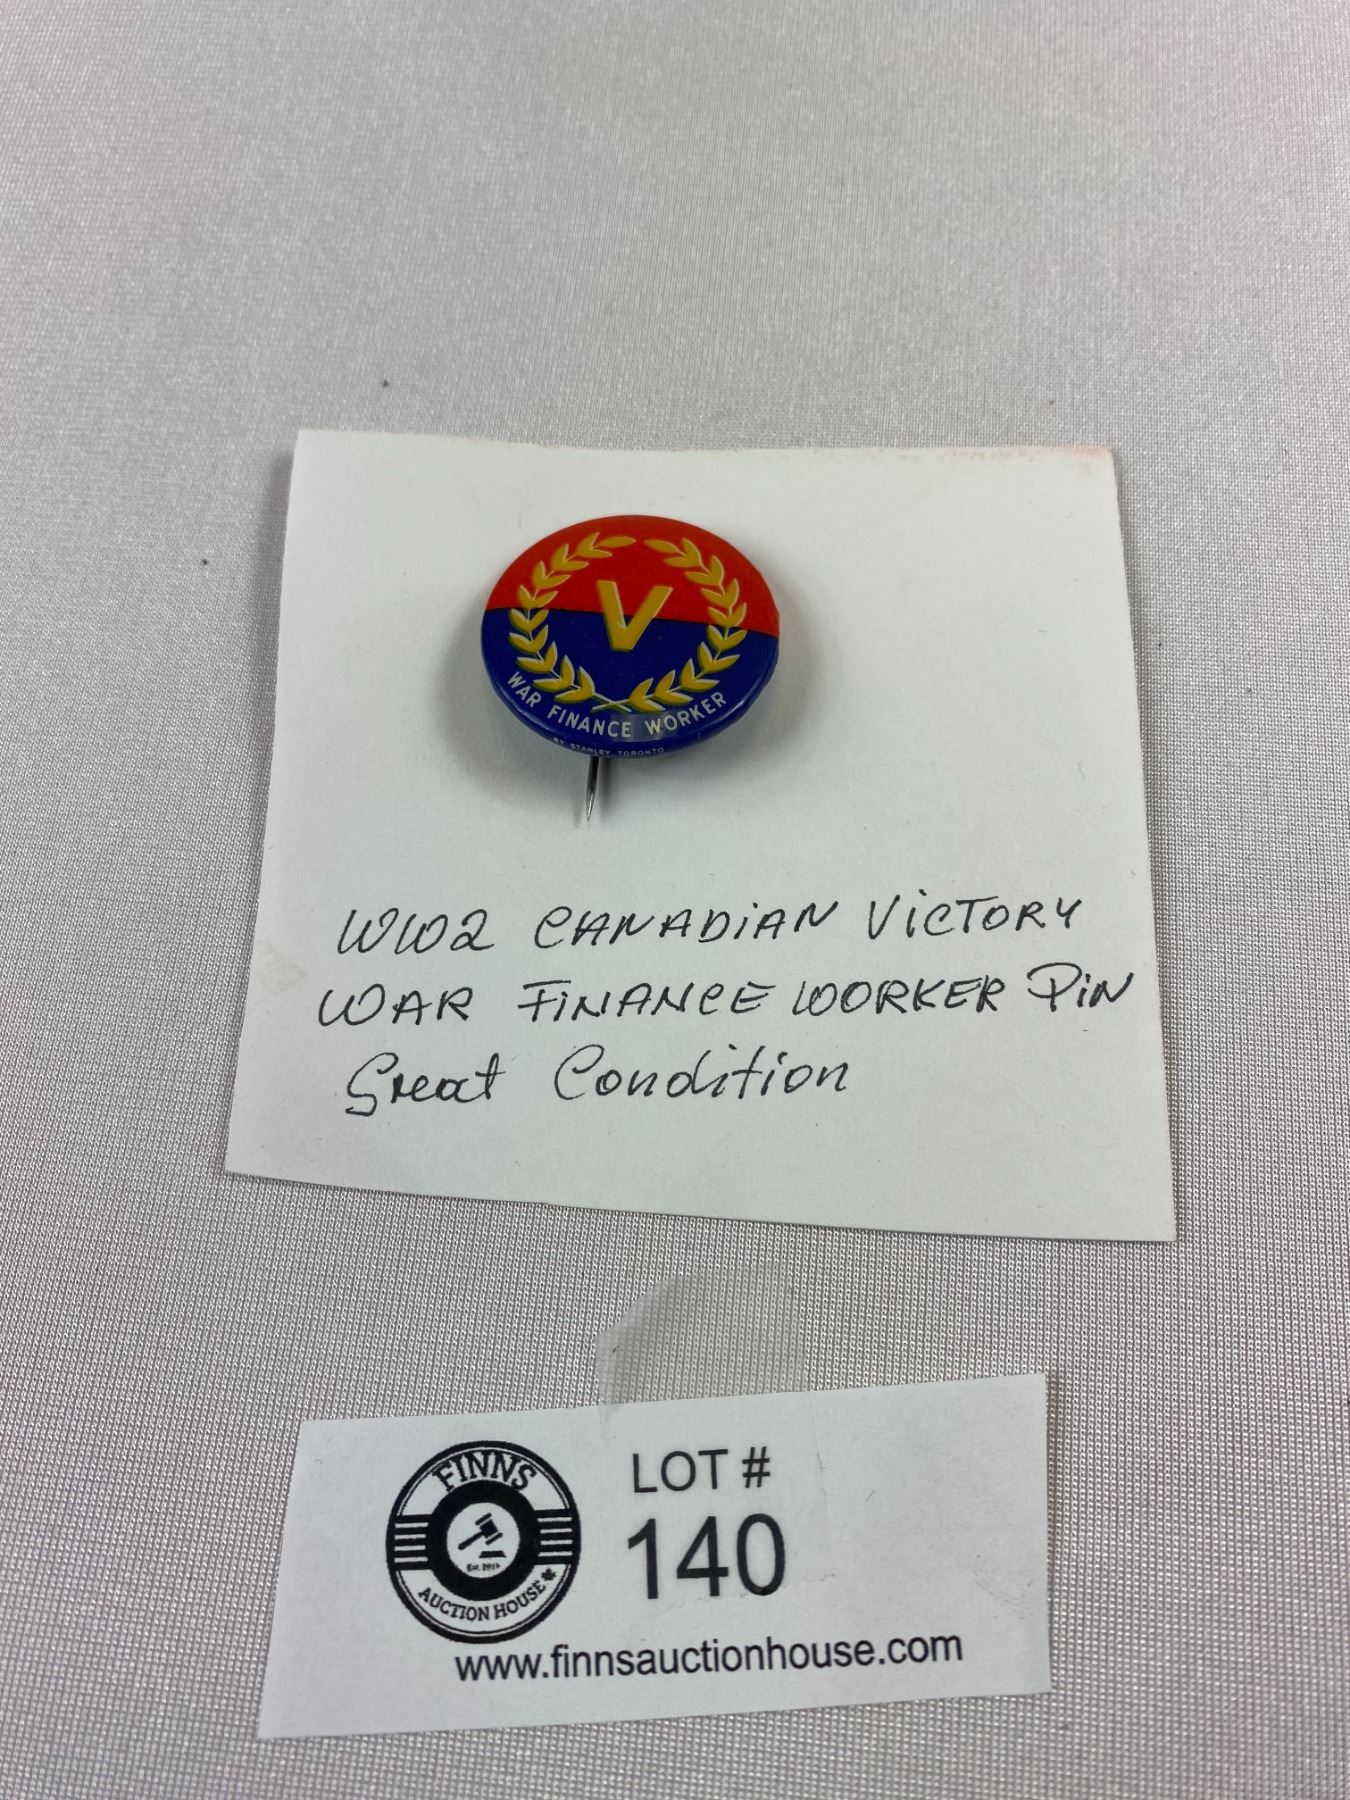 V
WAR FINANCE WORKER
BY STANLEY TORONTO
WW2 CANADIAN VICTORY
WAR FINANCE WORKER PIN
Great Condition
FINNS
AUCTION HOUSE
LOT #
140
www.finnsauctionhouse.com